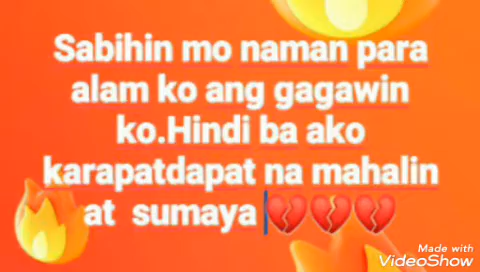 Sabihin mo naman para
alam ko ang gagawin
ko.Hindi ba ako
karapatdapat na mahalin
at sumaya 💔💔💔
Made with
VideoShow